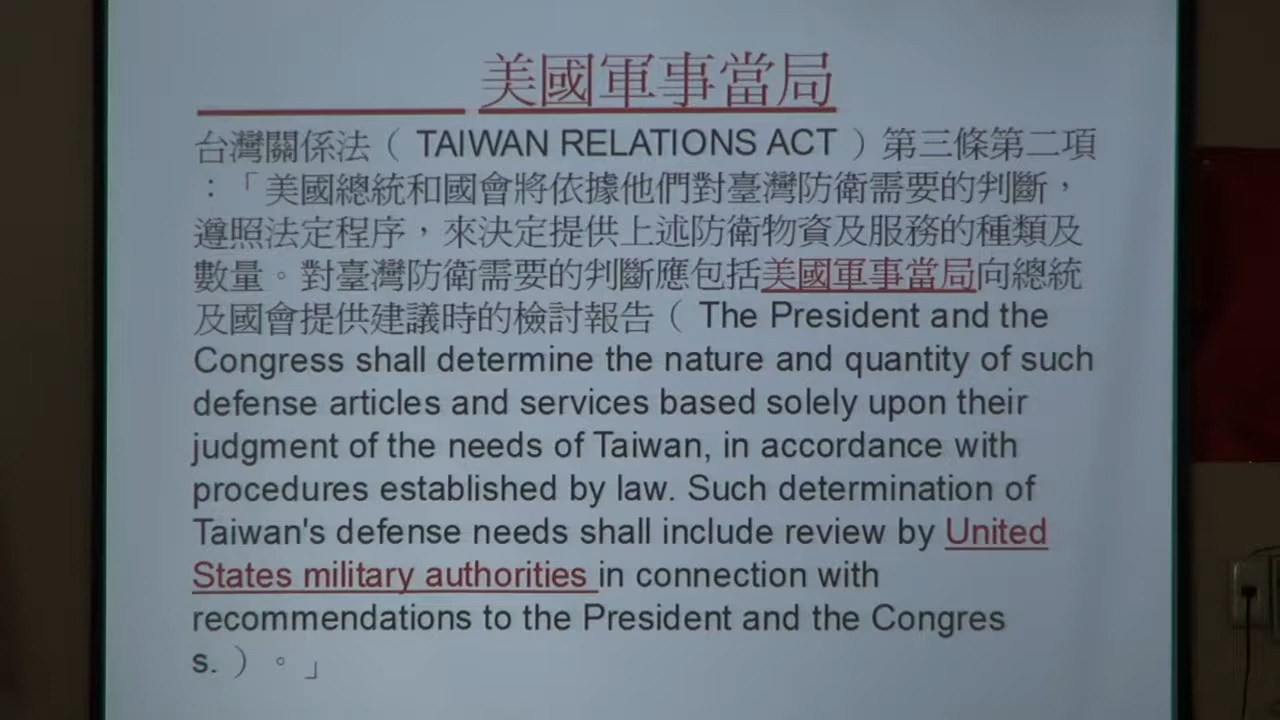 美國軍事當局
台灣關係法（ TAIWAN RELATIONS ACT ）第三條第二項
：「美國總統和國會將依據他們對臺灣防衛需要的判斷，
遵照法定程序，來決定提供上述防衛物資及服務的種類及
數量。對臺灣防衛需要的判斷應包括美國軍事當局向總統
及國會提供建議時的檢討報告（ The President and the
Congress shall determine the nature and quantity of such
defense articles and services based solely upon their
judgment of the needs of Taiwan, in accordance with
procedures established by law. Such determination of
Taiwan's defense needs shall include review by United
States military authorities in connection with
recommendations to the President and the Congres
s. ）。」